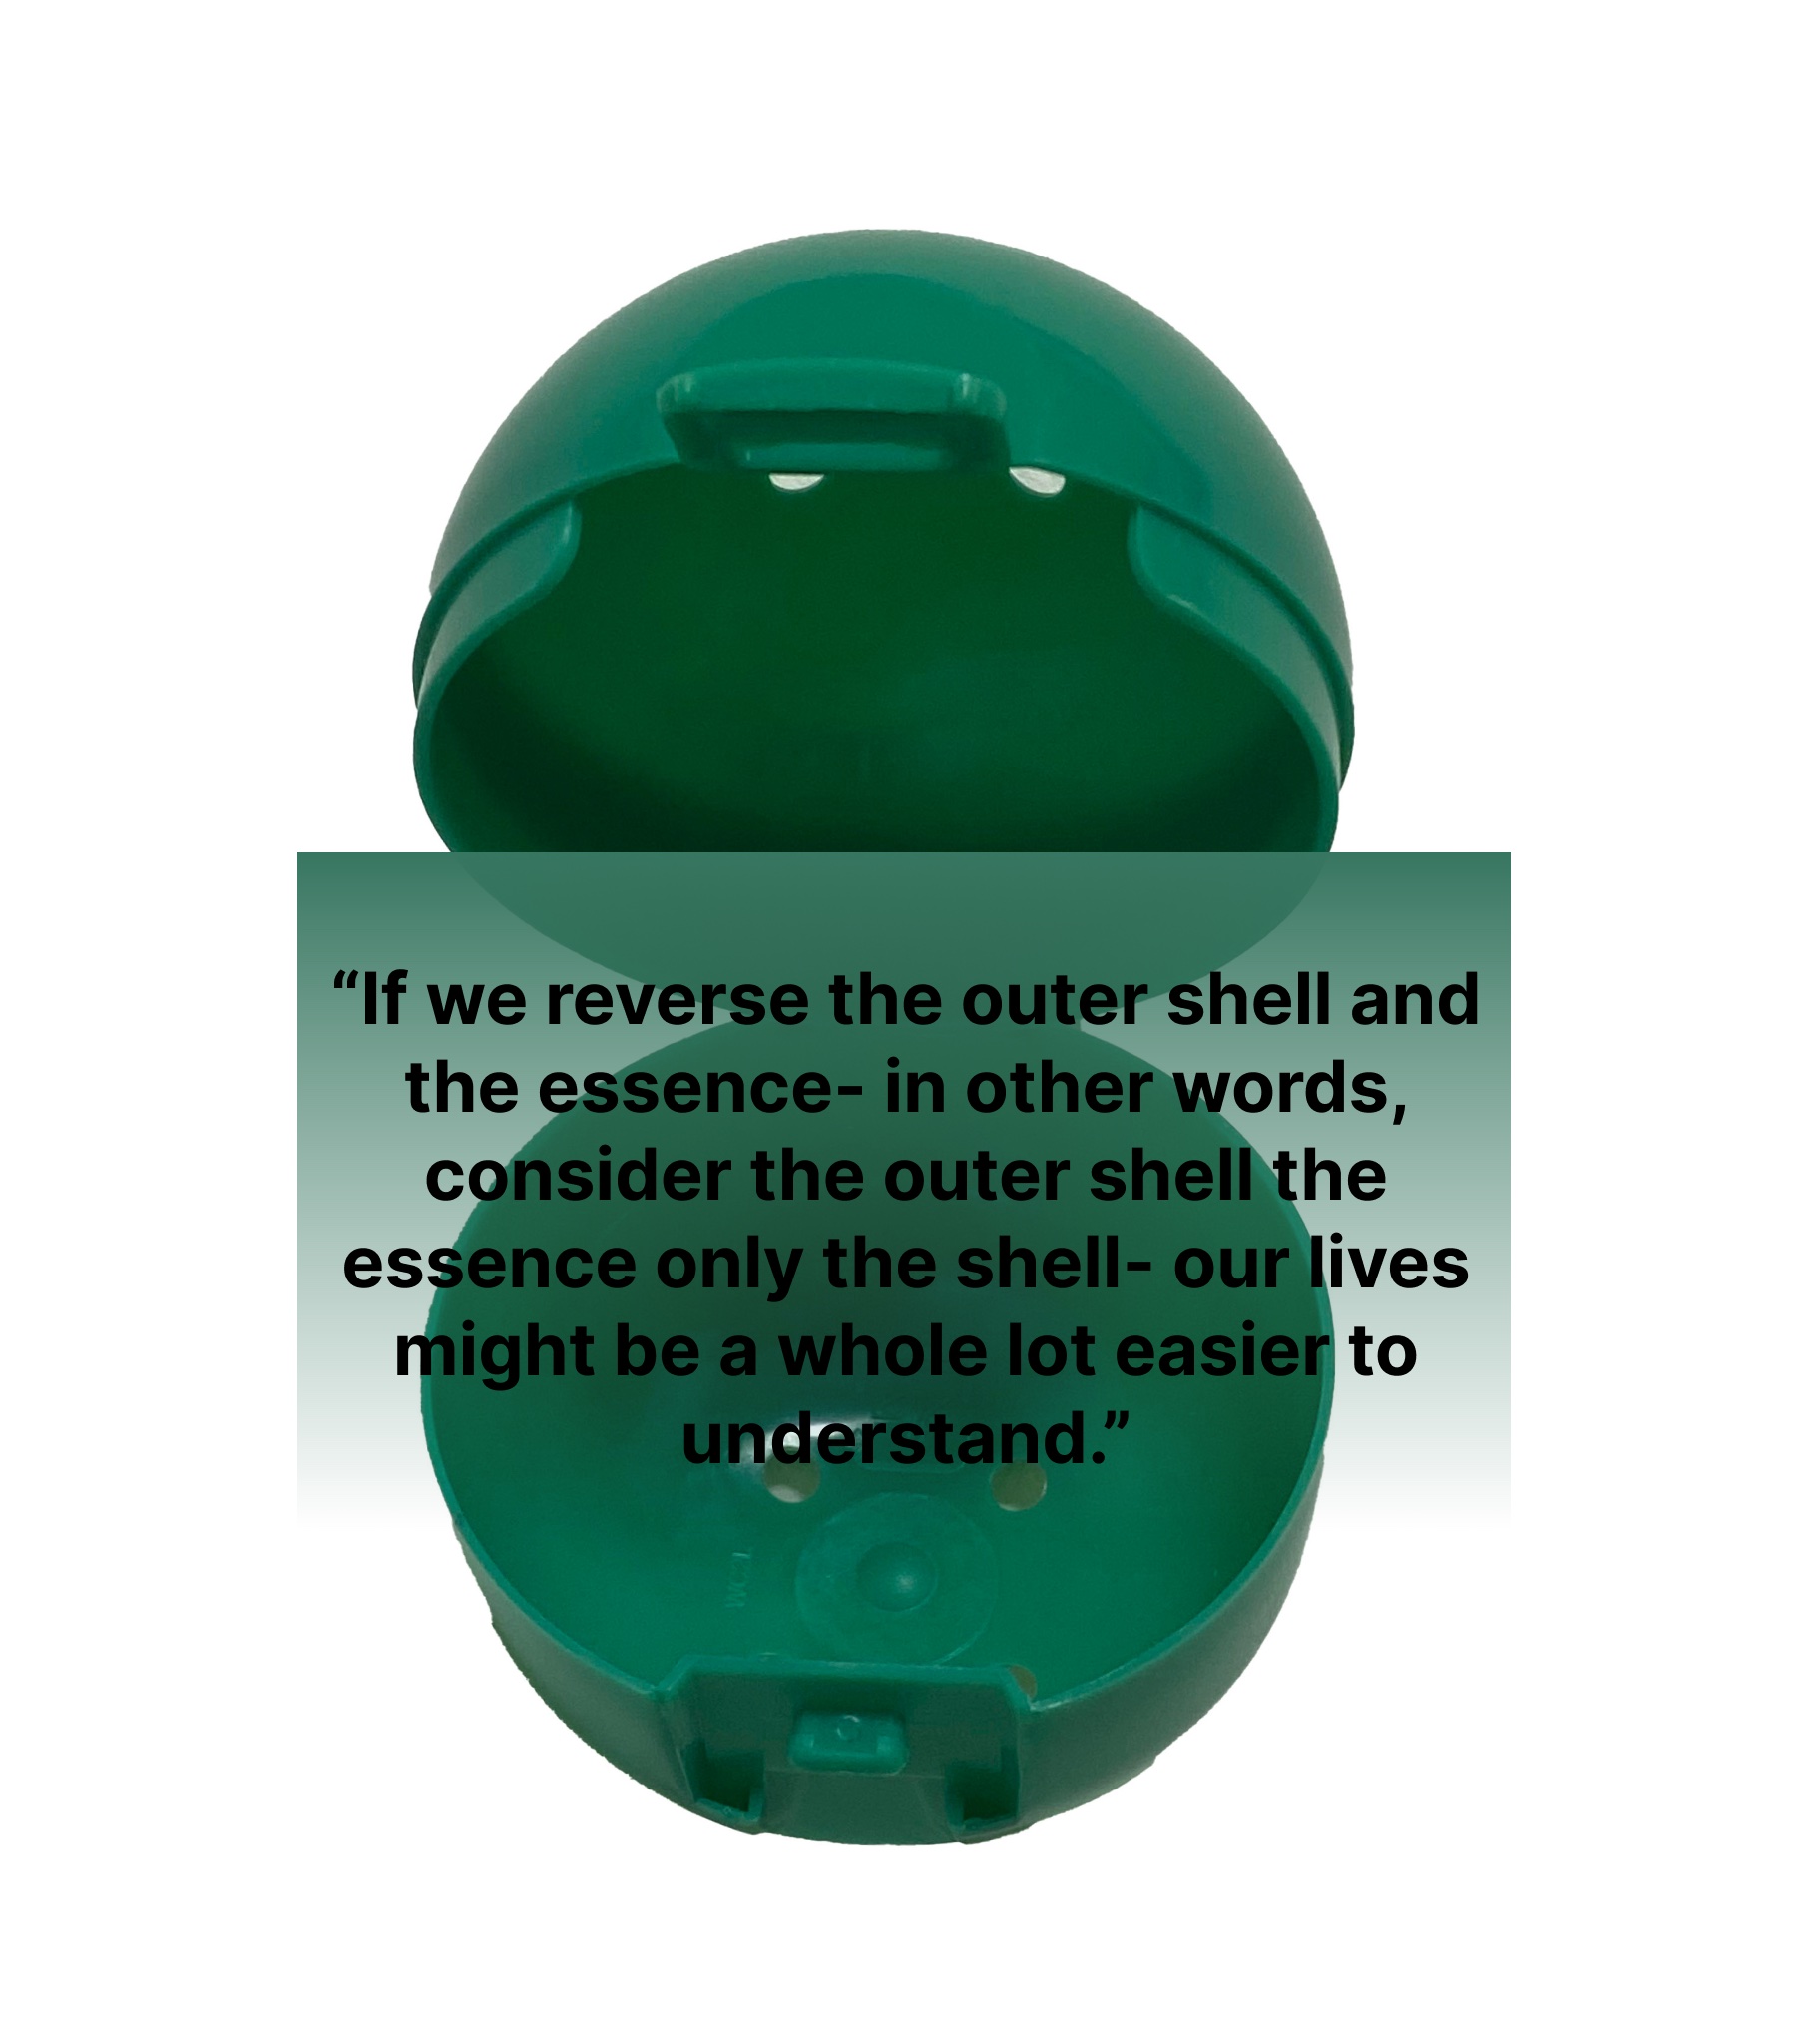 “If we reverse the outer shell and
the essence- in other words,
consider the outer shell the
essence only the shell- our lives
might be a whole lot easier to
understand.”